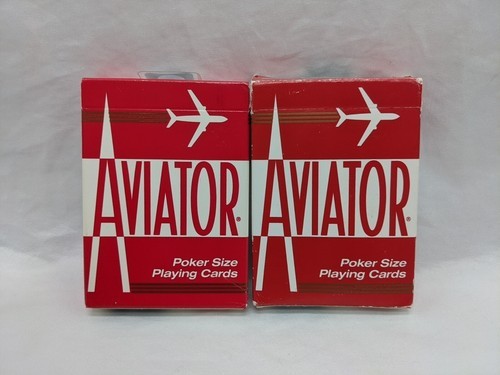 AVIATOR®
Poker Size
Playing Cards
AVIATOR®
Poker Size
Playing Cards